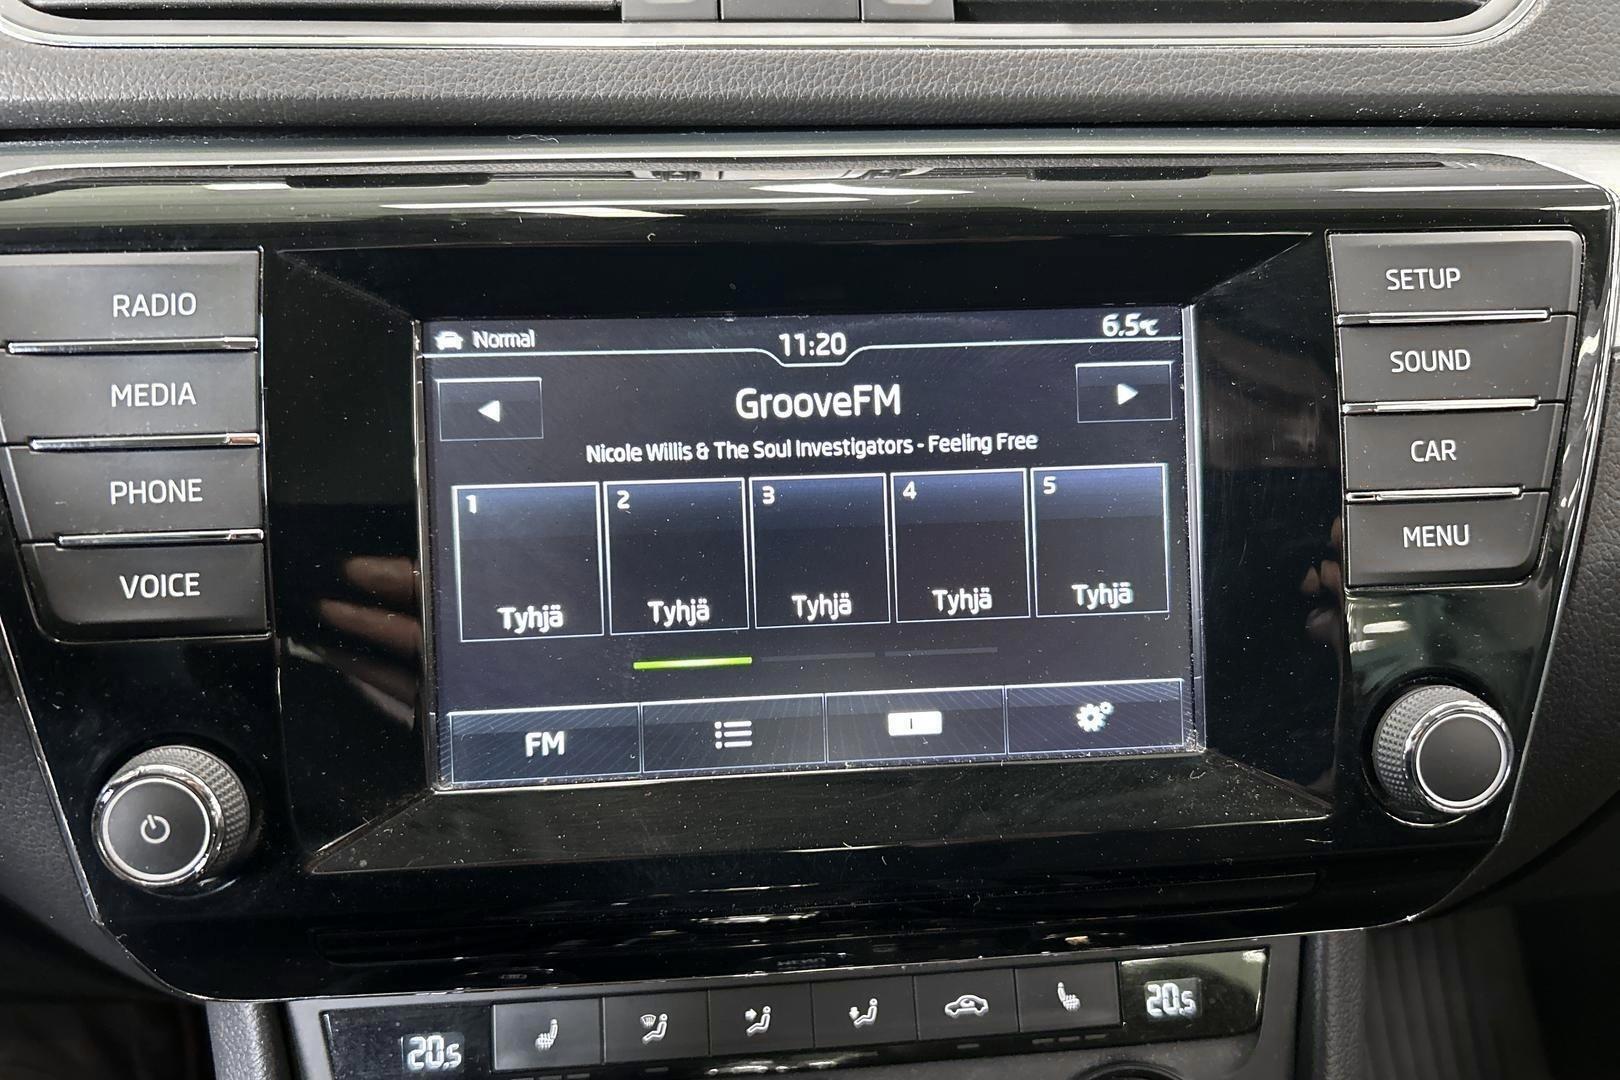 RADIO
MEDIA
PHONE
VOICE
Normal
11:20
6.5°C
GrooveFM
Nicole Willis & The Soul Investigators - Feeling Free
1
2
3
4
5
Tyhjä
Tyhjä
Tyhjä
Tyhjä
Tyhjä
FM
SETUP
SOUND
CAR
MENU
20.5
20.5